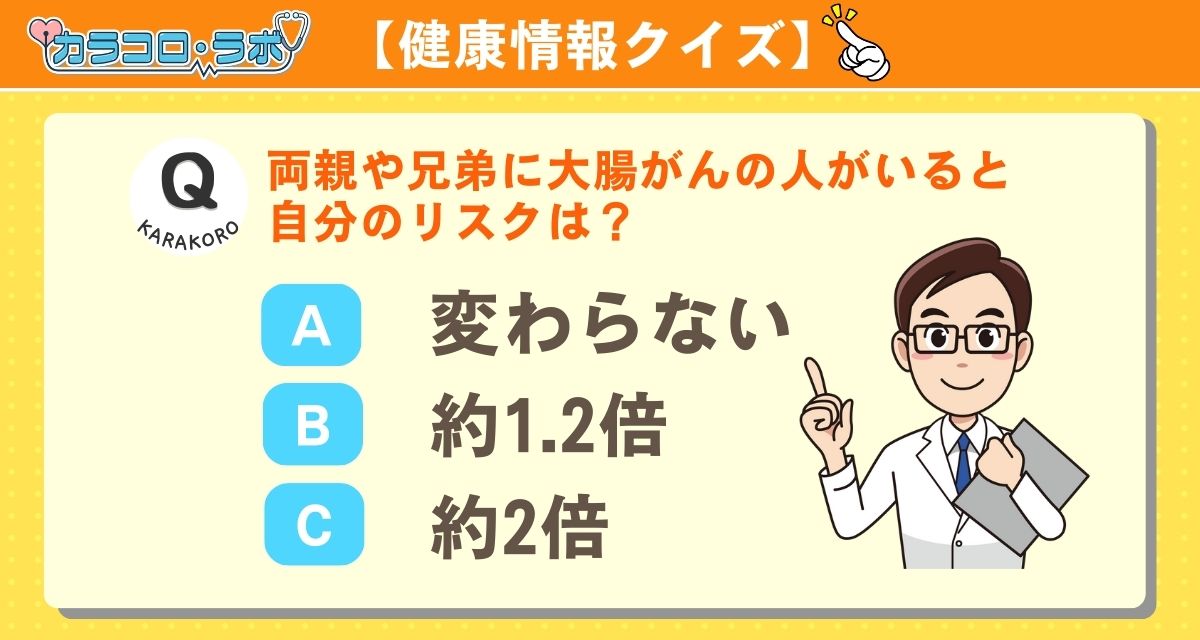 カラコロ・ラボ
【健康情報クイズ】
Q
KARAKORO
両親や兄弟に大腸がんの人がいると
自分のリスクは？
A 変わらない
B 約1.2倍
C 約2倍